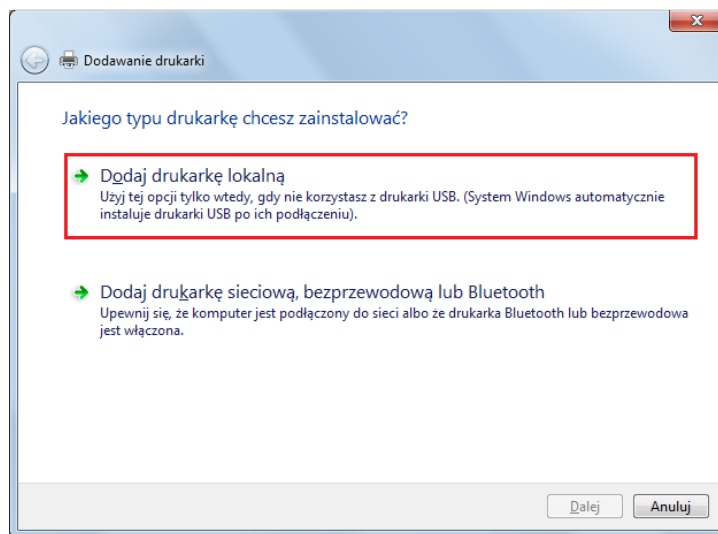 Dodawanie drukarki
Jakiego typu drukarkę chcesz zainstalować?
Dodaj drukarkę lokalną
Użyj tej opcji tylko wtedy, gdy nie korzystasz z drukarki USB. (System Windows automatycznie
instaluje drukarki USB po ich podłączeniu).
Dodaj drukarkę sieciową, bezprzewodową lub Bluetooth
Upewnij się, że komputer jest podłączony do sieci albo że drukarka Bluetooth lub bezprzewodowa
jest włączona.
Dalej Anuluj